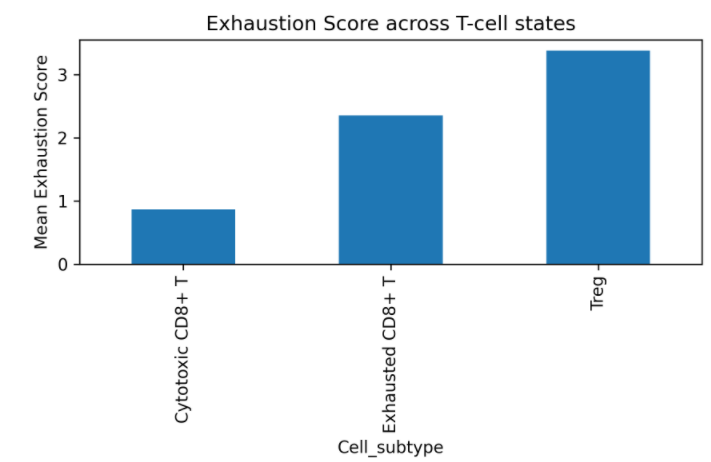 Exhaustion Score across T-cell states
Mean Exhaustion Score
3
2
1
0
Cytotoxic CD8+ T
Exhausted CD8+ T
Treg
Cell_subtype